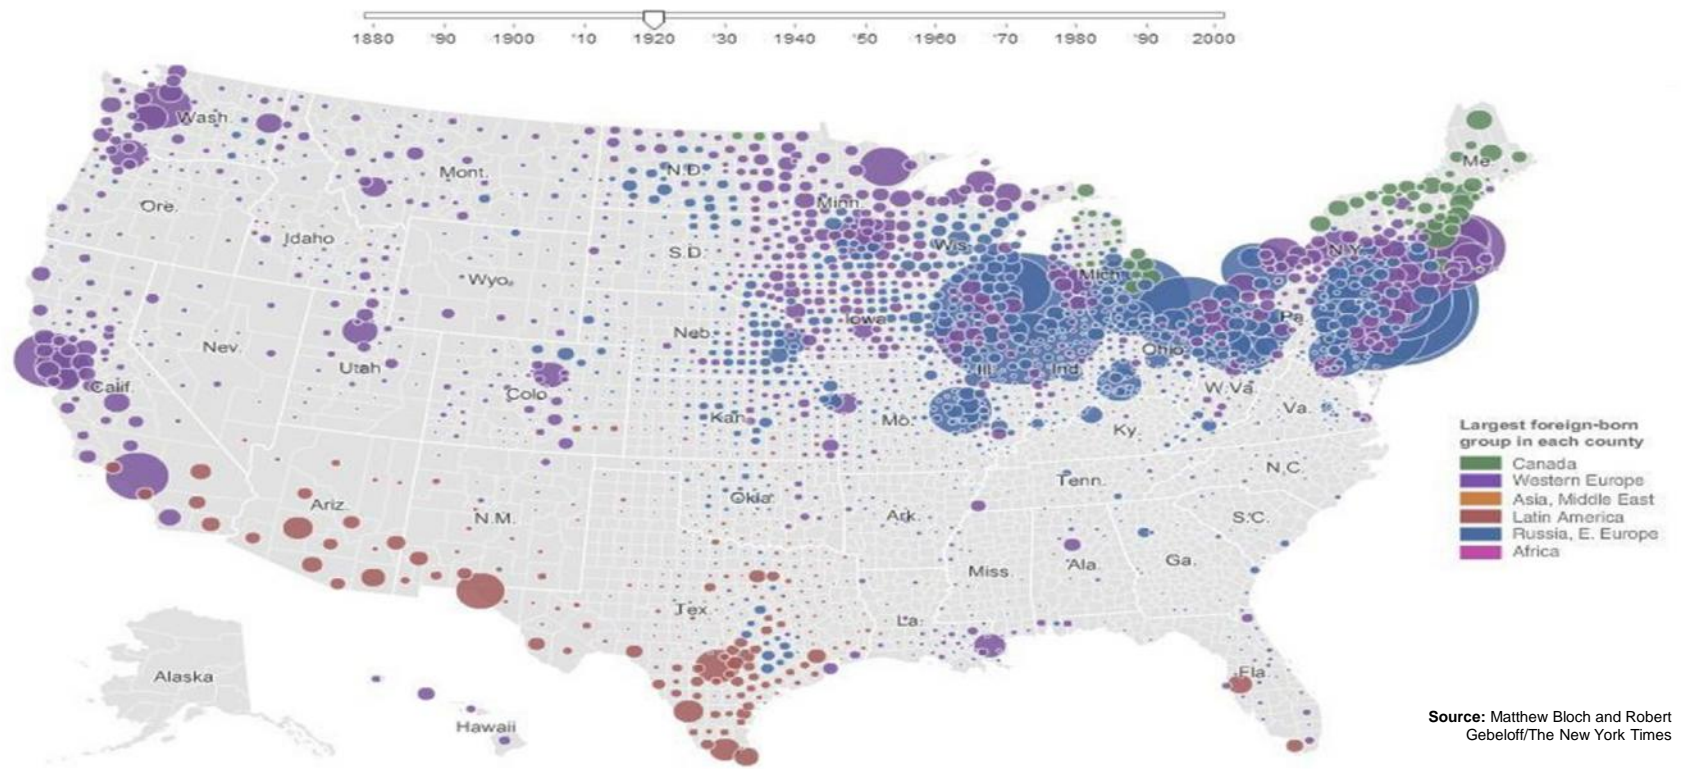 1880 '90 1900 '10 1920 '30 1940 '50 1960 '70 1980 '90 2000
Wash.
Mont.
N.D.
Me.
Ore.
Minn.
Idaho
S.D.
Wis.
N.Y.
Mich.
Wyo.
Iowa
Pa.
Neb.
Nev.
Utah
Ohio
Ill.
Ind.
Calif.
Colo.
W.Va.
Va.
Kan.
Mo.
Ky.
Largest foreign-born
group in each county
Canada
Western Europe
Asia, Middle East
Latin America
Russia, E. Europe
Africa
N.C.
Tenn.
Okla.
Ariz.
N.M.
Ark.
S.C.
Miss.
Ala.
Ga.
Tex.
La.
Fla.
Alaska
Hawaii
Source: Matthew Bloch and Robert
Gebeloff/The New York Times